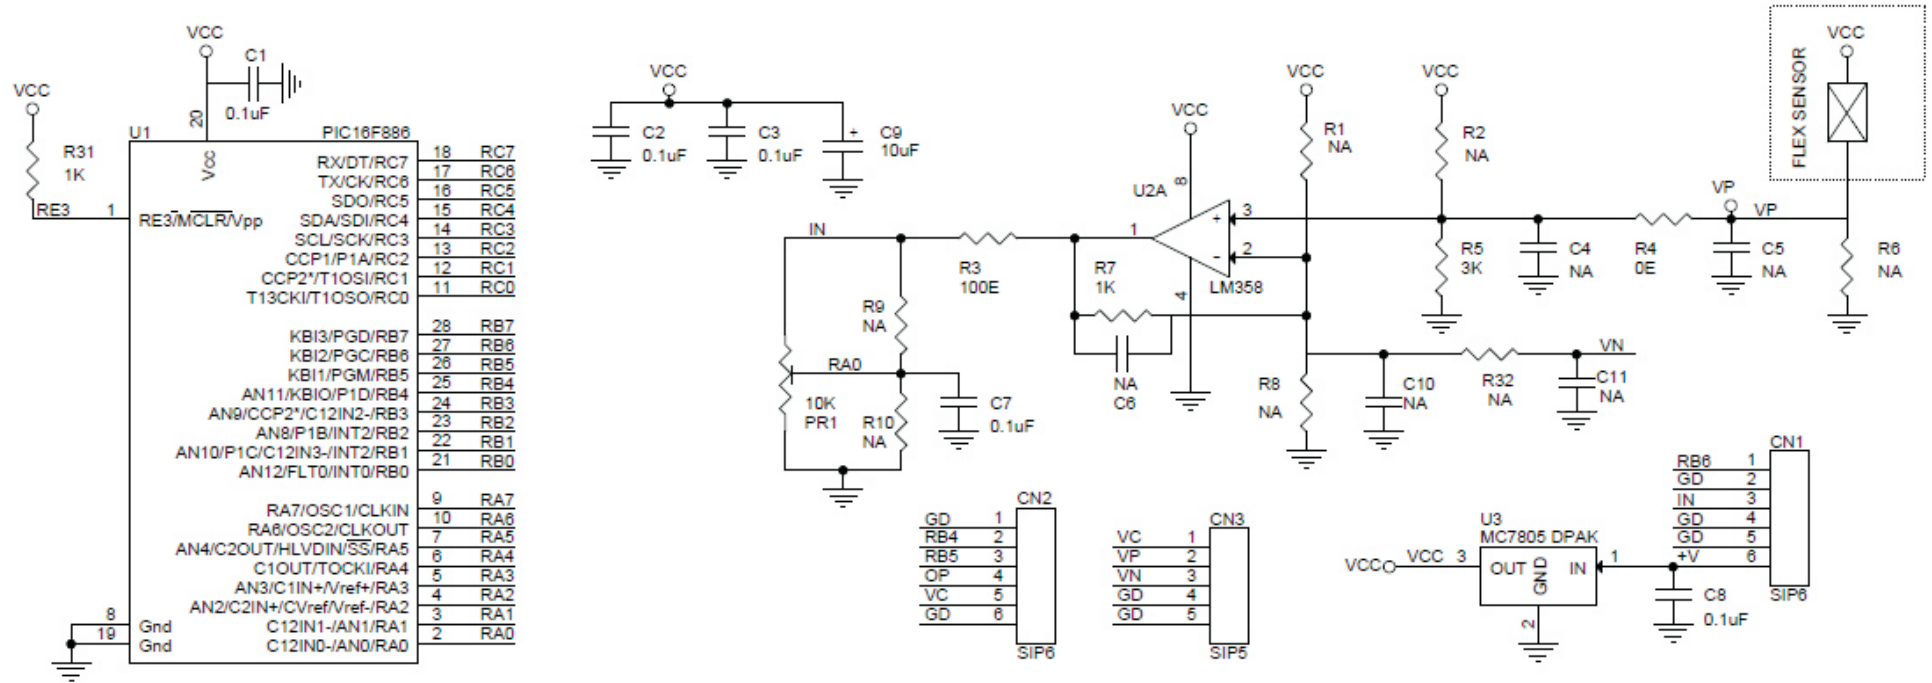 VCC
C1
0.1uF
VCC
R31
1K
RE3
1
20
U1
PIC16F886
Vcc
RE3/MCLR/Vpp
RX/DT/RC7 18 RC7
TX/CK/RC6 17 RC6
SDO/RC5 16 RC5
SDA/SDI/RC4 15 RC4
SCL/SCK/RC3 14 RC3
CCP1/P1A/RC2 13 RC2
CCP2*/T1OSI/RC1 12 RC1
T13CKI/T1OSO/RC0 11 RC0
KBI3/PGD/RB7 28 RB7
KBI2/PGC/RB6 27 RB6
KBI1/PGM/RB5 26 RB5
AN11/KBIO/P1D/RB4 25 RB4
AN9/CCP2*/C12IN2-/RB3 24 RB3
AN8/P1B/INT2/RB2 23 RB2
AN10/P1C/C12IN3-/INT2/RB1 22 RB1
AN12/FLT0/INT0/RB0 21 RB0
RA7/OSC1/CLKIN 9 RA7
RA6/OSC2/CLKOUT 10 RA6
AN4/C2OUT/HLVDIN/SS/RA5 7 RA5
C1OUT/TOCKI/RA4 6 RA4
AN3/C1IN+/Vref+/RA3 5 RA3
AN2/C2IN+/CVref/Vref-/RA2 4 RA2
C12IN1-/AN1/RA1 3 RA1
C12IN0-/AN0/RA0 2 RA0
8 Gnd
19 Gnd
VCC
C2
0.1uF
C3
0.1uF
+
C9
10uF
IN
R3
100E
R9
NA
RA0
10K
PR1
R10
NA
C7
0.1uF
VCC
8
U2A
1
+
-
3
2
4
LM358
R7
1K
NA
C6
VCC
R1
NA
VCC
R2
NA
R5
3K
C4
NA
R4
0E
VP
VP
C5
NA
FLEX SENSOR
VCC
R6
NA
R8
NA
C10
NA
R32
NA
VN
C11
NA
CN2
GD 1
RB4 2
RB5 3
OP 4
VC 5
GD 6
SIP6
CN3
VC 1
VP 2
VN 3
GD 4
GD 5
SIP5
U3
MC7805 DPAK
VCC
VCC 3
OUT
GND
IN
1
2
CN1
RB6 1
GD 2
IN 3
GD 4
GD 5
+V 6
SIP6
C8
0.1uF